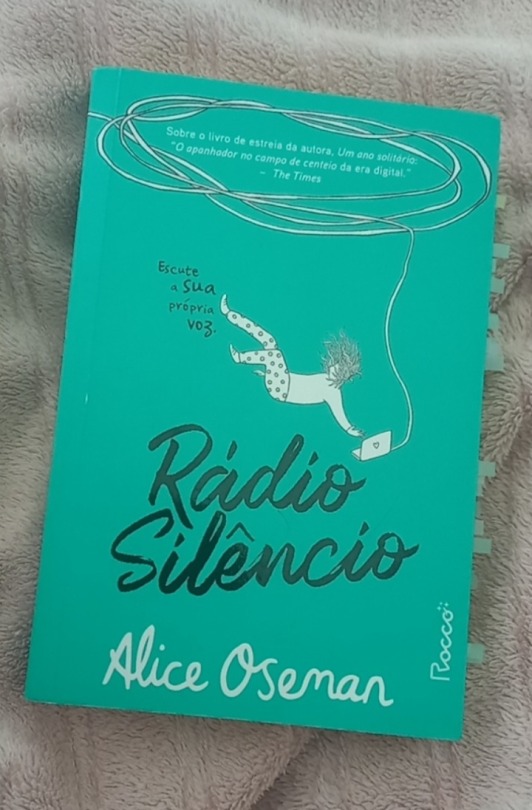 Sobre o livro de estreia da autora, Um ano solitário:
"O apanhador no campo de centeio da era digital."
– The Times
Escute
a sua
própria
voz.
Rádio
Silêncio
Alice Oseman
Rocco